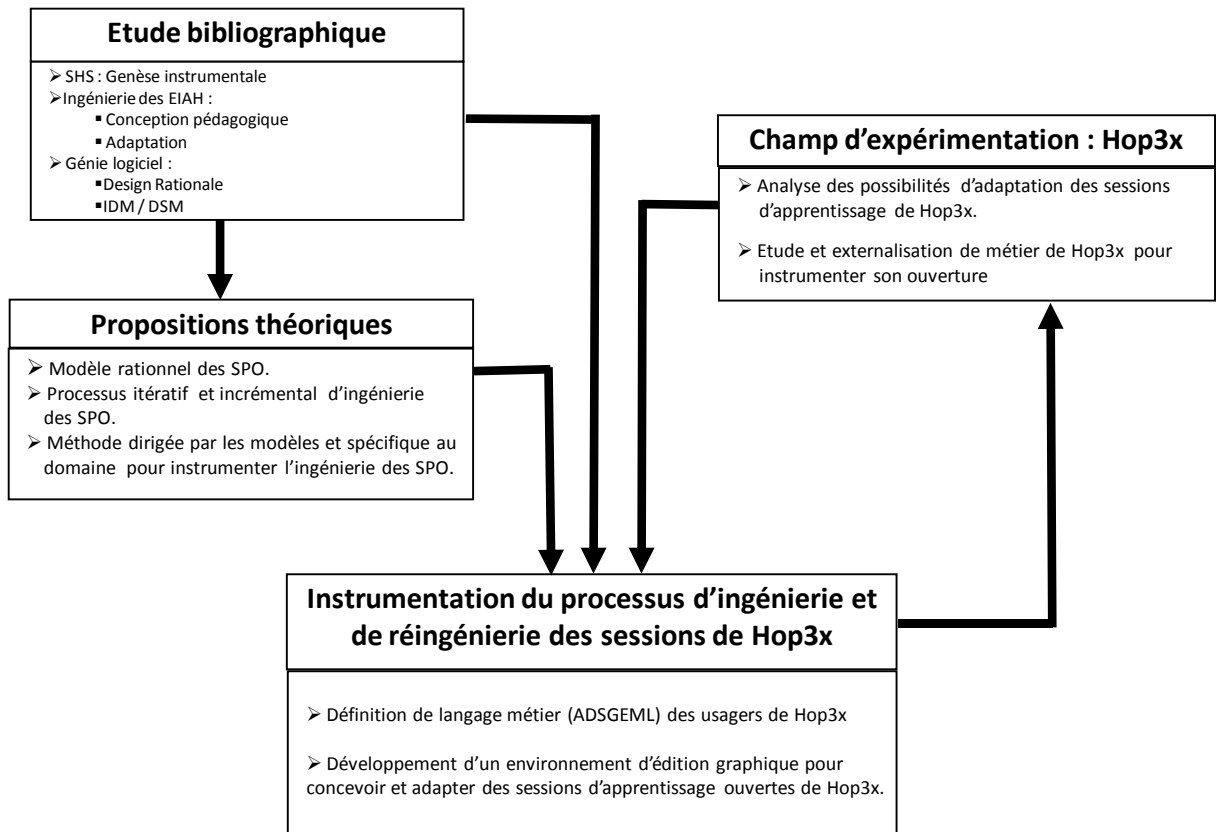 Etude bibliographique
➢ SHS : Genèse instrumentale
➢Ingénierie des EIAH :
▪ Conception pédagogique
▪ Adaptation
➢ Génie logiciel :
▪Design Rationale
▪IDM / DSM
Champ d'expérimentation : Hop3x
➢ Analyse des possibilités d'adaptation des sessions
d'apprentissage de Hop3x.
➢ Etude et externalisation de métier de Hop3x pour
instrumenter son ouverture
Propositions théoriques
➢ Modèle rationnel des SPO.
➢ Processus itératif et incrémental d'ingénierie
des SPO.
➢ Méthode dirigée par les modèles et spécifique au
domaine pour instrumenter l'ingénierie des SPO.
Instrumentation du processus d'ingénierie et
de réingénierie des sessions de Hop3x
➢ Définition de langage métier (ADSGEML) des usagers de Hop3x
➢ Développement d'un environnement d'édition graphique pour
concevoir et adapter des sessions d'apprentissage ouvertes de Hop3x.